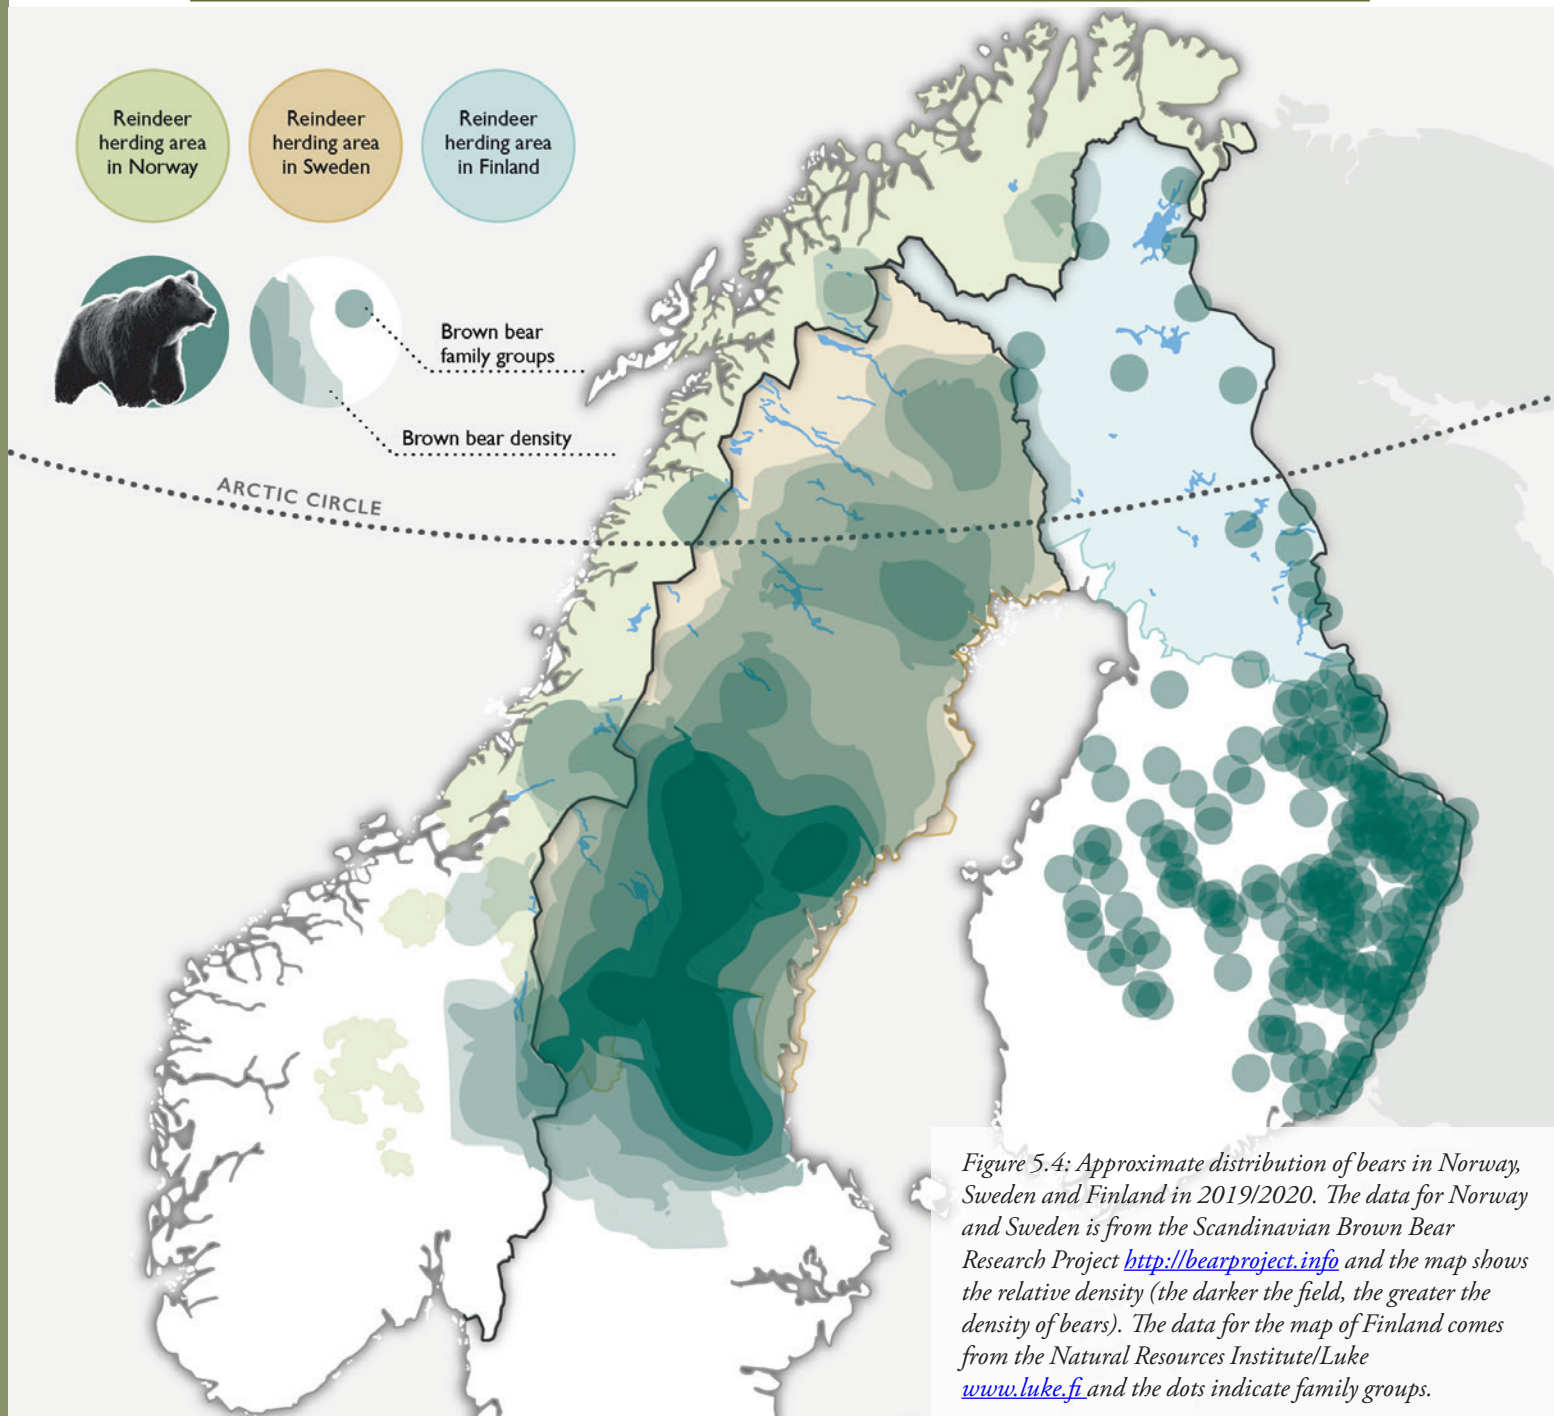 Reindeer
herding area
in Norway
Reindeer
herding area
in Sweden
Reindeer
herding area
in Finland
Brown bear
family groups
Brown bear density
ARCTIC CIRCLE
Figure 5.4: Approximate distribution of bears in Norway,
Sweden and Finland in 2019/2020. The data for Norway
and Sweden is from the Scandinavian Brown Bear
Research Project http://bearproject.info and the map shows
the relative density (the darker the field, the greater the
density of bears). The data for the map of Finland comes
from the Natural Resources Institute/Luke
www.luke.fi and the dots indicate family groups.